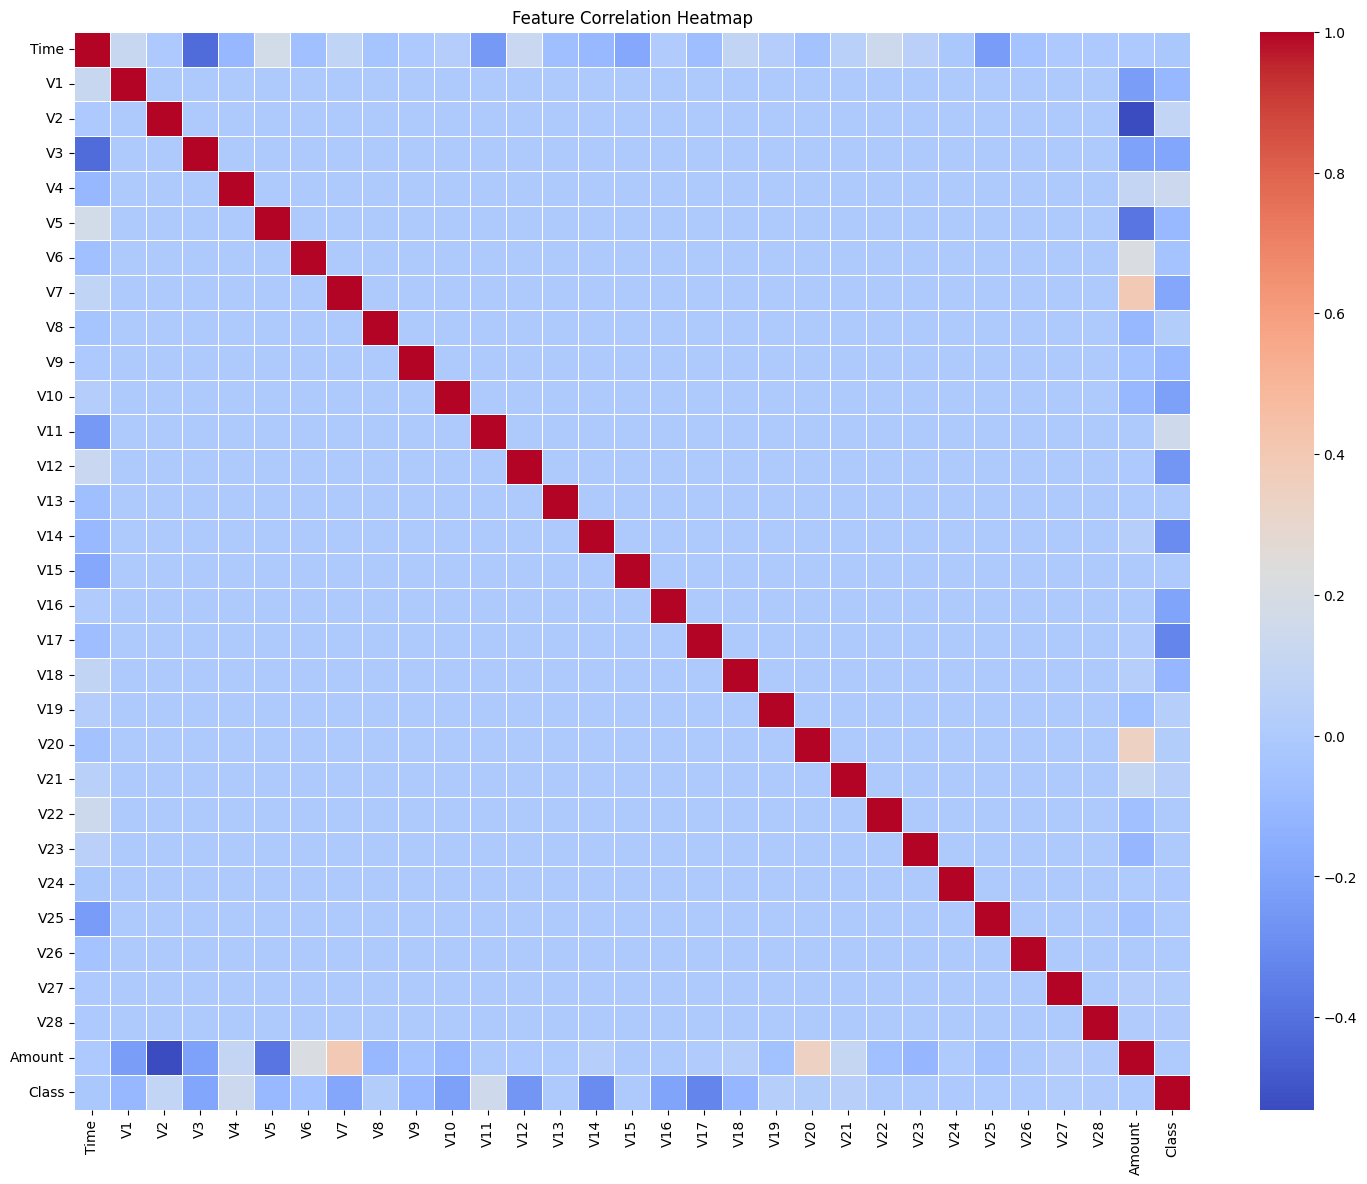 Feature Correlation Heatmap
Time
V1
V2
V3
V4
V5
V6
V7
V8
V9
V10
V11
V12
V13
V14
V15
V16
V17
V18
V19
V20
V21
V22
V23
V24
V25
V26
V27
V28
Amount
Class
Time V1 V2 V3 V4 V5 V6 V7 V8 V9 V10 V11 V12 V13 V14 V15 V16 V17 V18 V19 V20 V21 V22 V23 V24 V25 V26 V27 V28 Amount Class
1.0
0.8
0.6
0.4
0.2
0.0
−0.2
−0.4